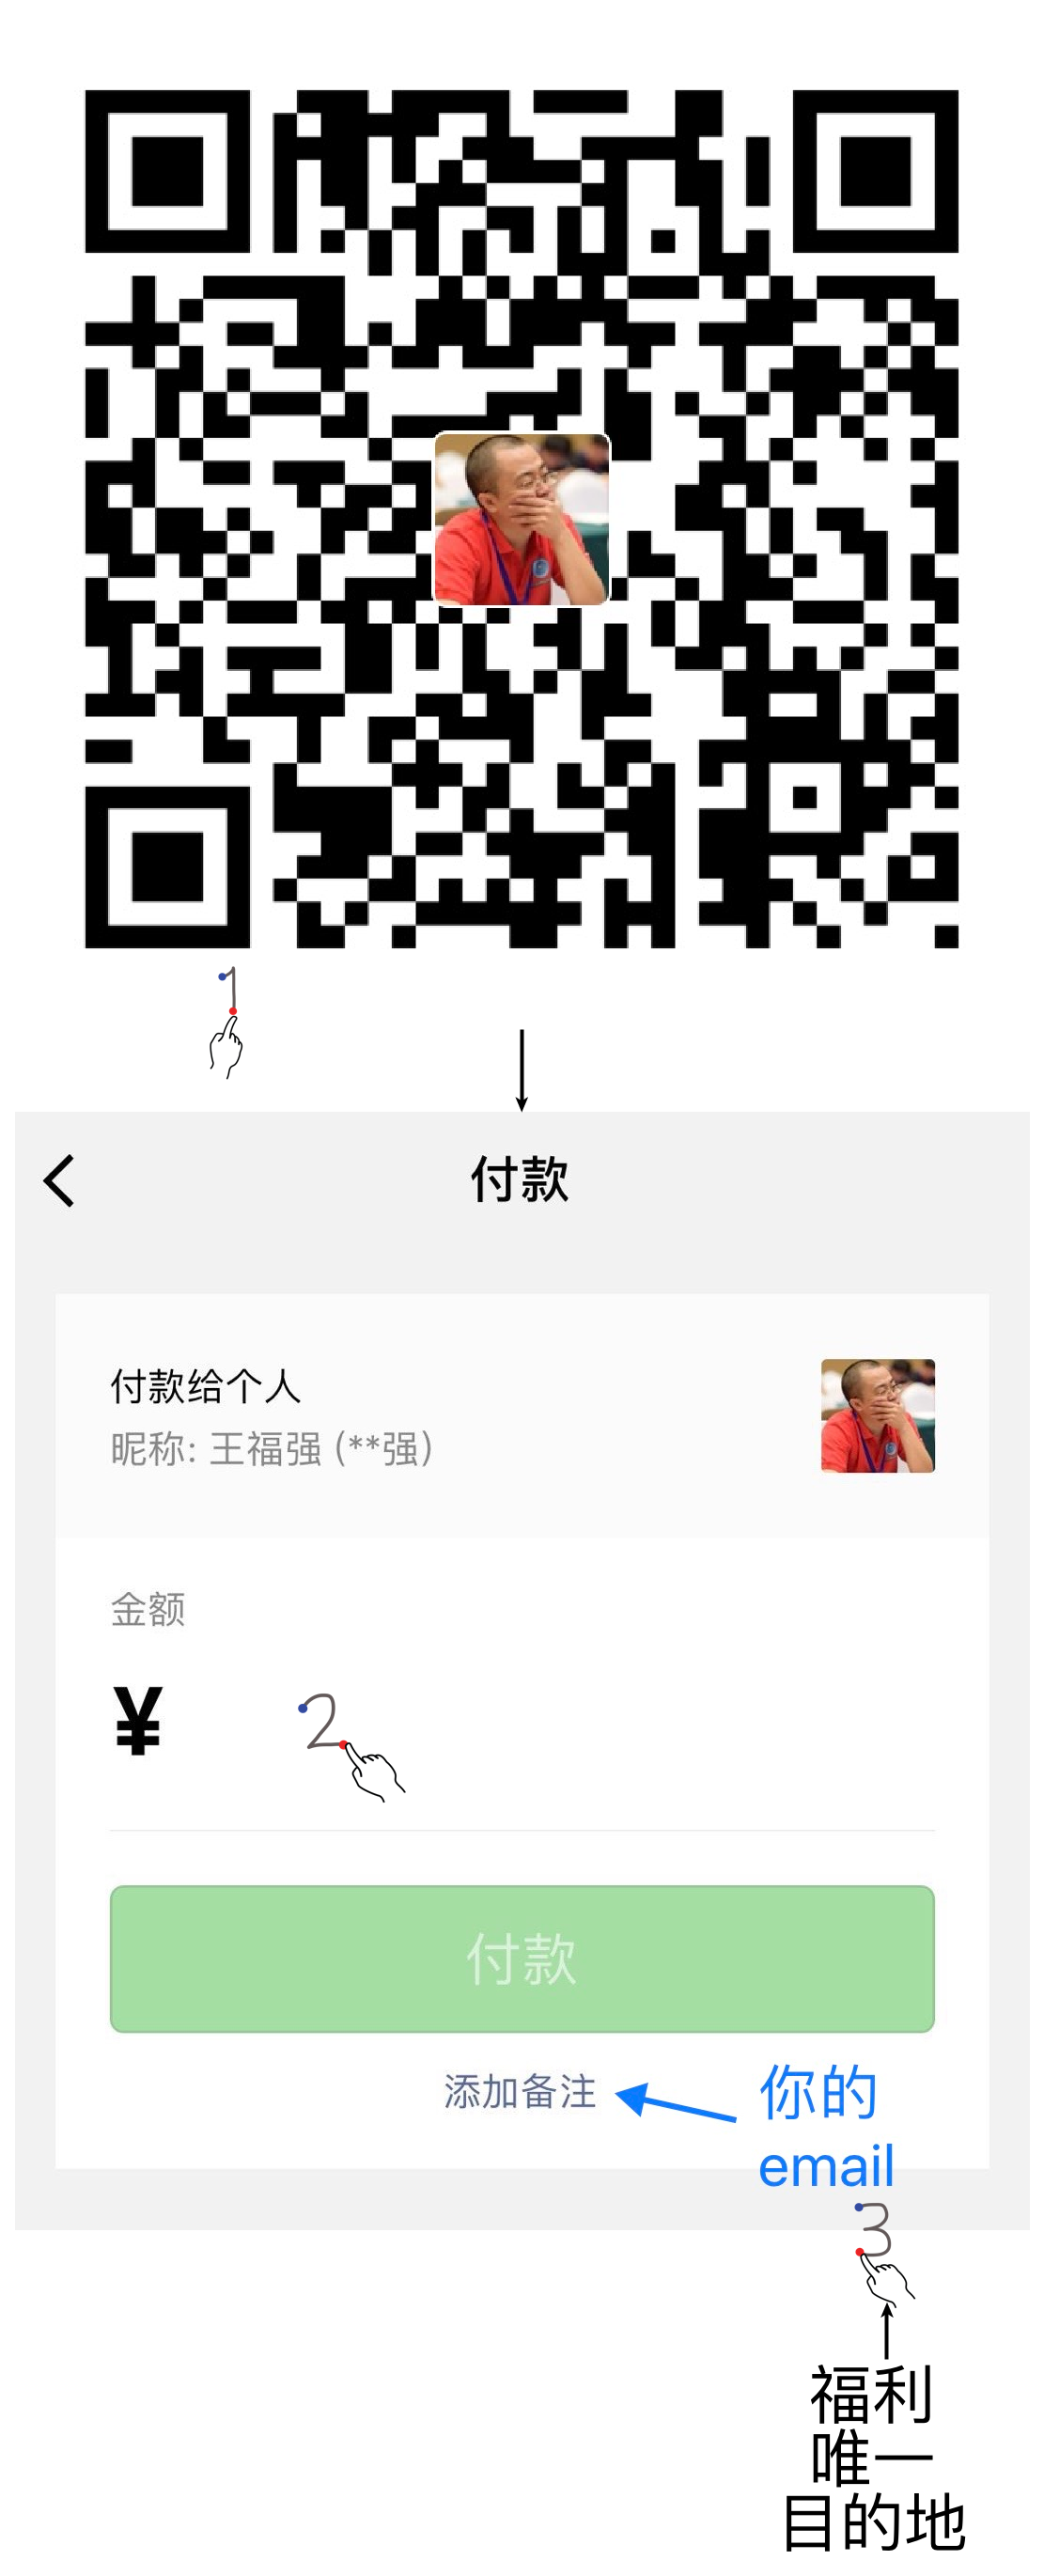 1
付款
付款给个人
昵称: 王福强 (**强)
金额
¥
2
付款
添加备注
你的
email
3
福利
唯一
目的地